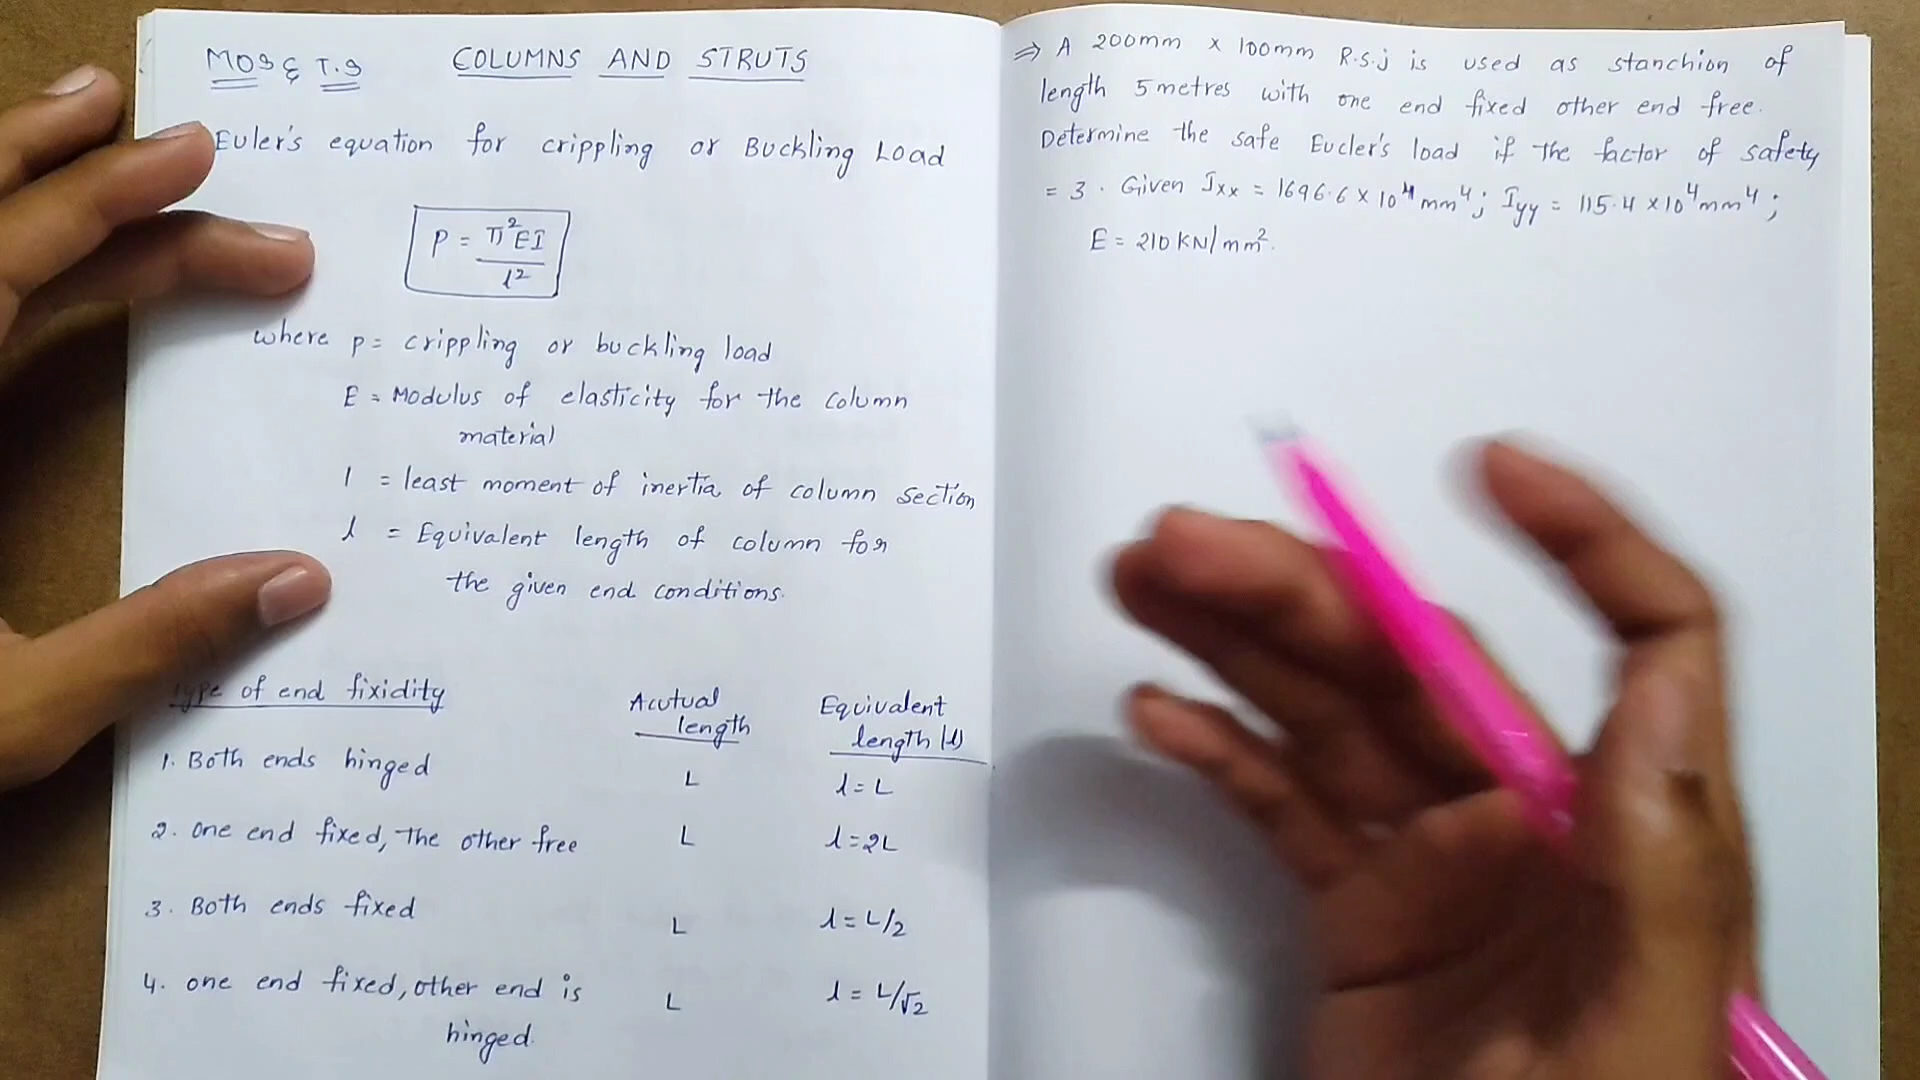 MOS & T.S COLUMNS AND STRUTS
Euler's equation for crippling or Buckling Load
P = π²EI / l²
where p = crippling or buckling load
E = Modulus of elasticity for the column
material
I = least moment of inertia of column section
l = Equivalent length of column for
the given end conditions.
Type of end fixidity
Acutual
length
Equivalent
length (l)
1. Both ends hinged L l = L
2. one end fixed, the other free L l = 2L
3. Both ends fixed L l = L/2
4. one end fixed, other end is L l = L/√2
hinged.
⇒ A 200mm x 100mm R.S.j is used as stanchion of
length 5 metres with one end fixed other end free.
Determine the safe Eucler's load if the factor of safety
= 3. Given Ixx = 1696.6 x 10⁴ mm⁴; Iyy = 115.4 x 10⁴ mm⁴;
E = 210 KN/mm².